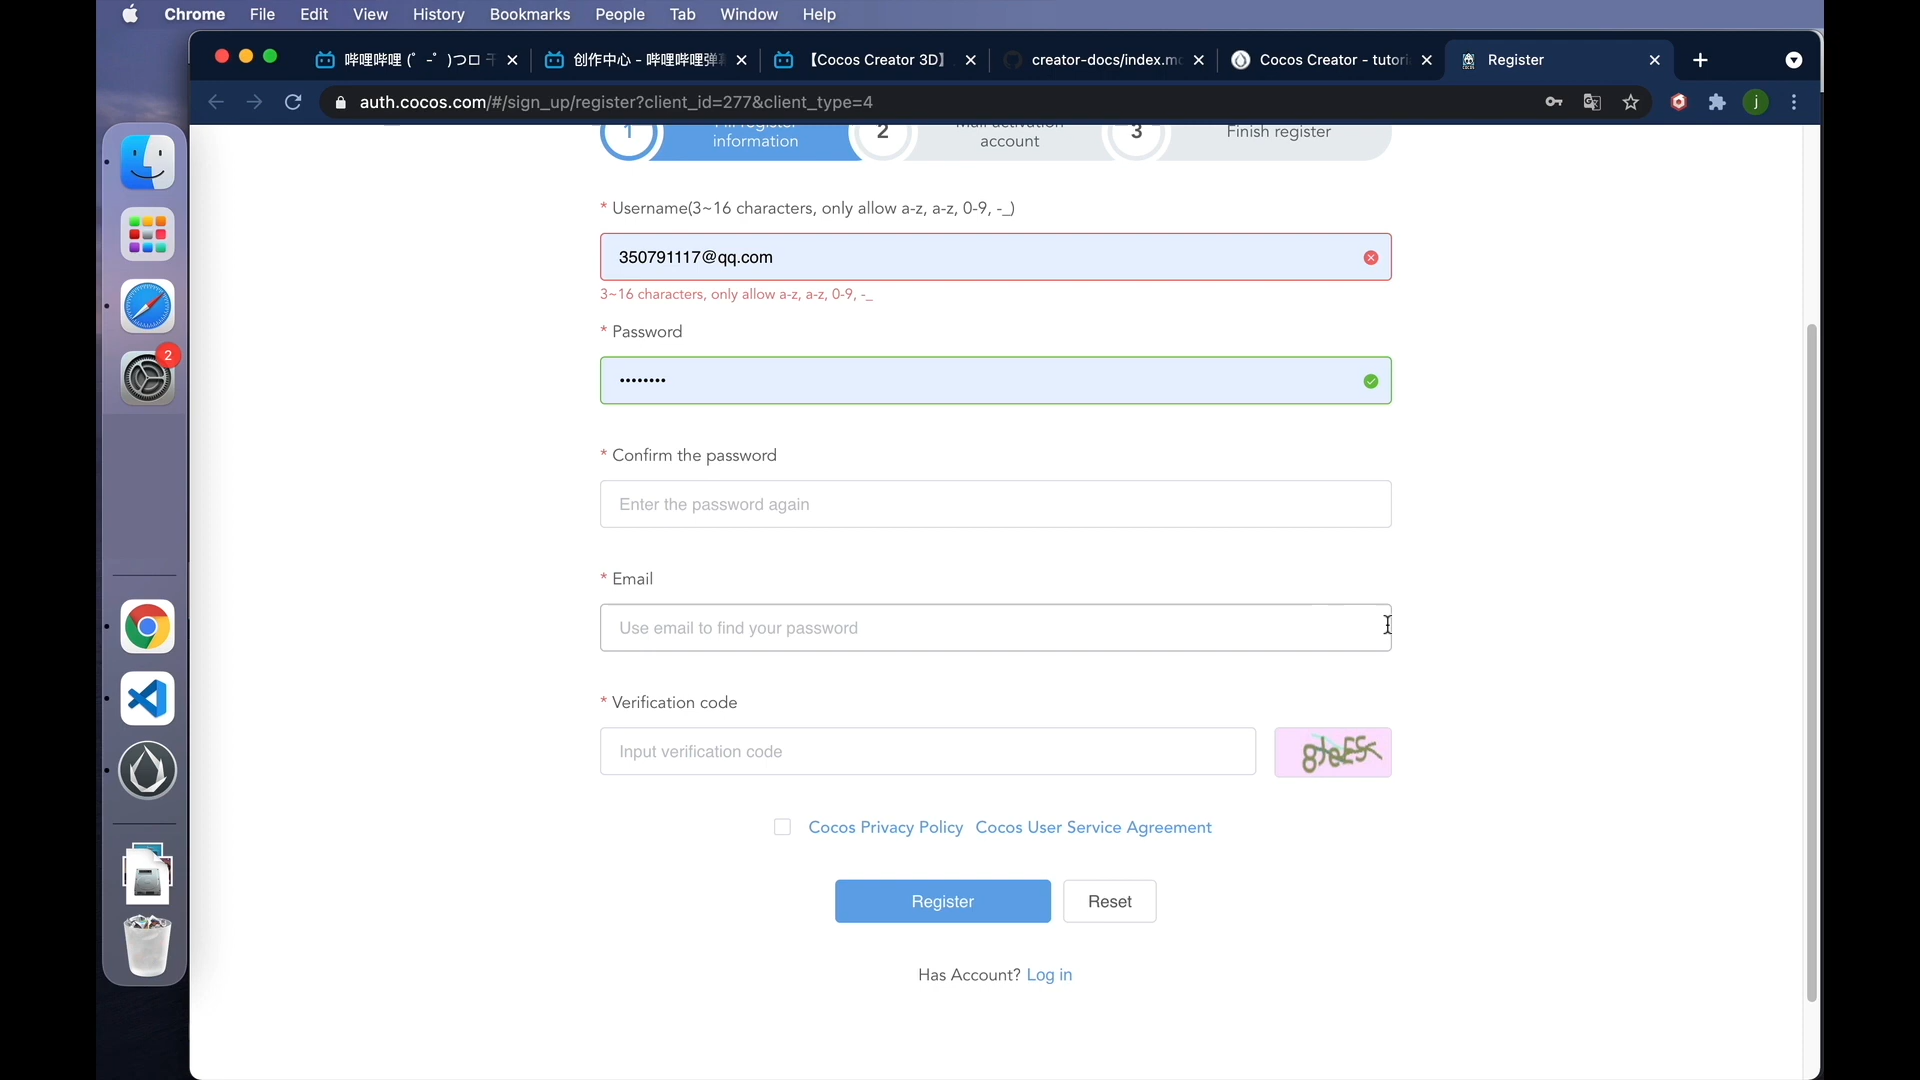 Chrome File Edit View History Bookmarks People Tab Window Help
哔哩哔哩 (゜-゜)つロ 干
创作中心 - 哔哩哔哩弹
【Cocos Creator 3D】
creator-docs/index.m
Cocos Creator - tutori
Register
auth.cocos.com/#/sign_up/register?client_id=277&client_type=4
j
1
information
2
account
3
Finish register
* Username(3~16 characters, only allow a-z, a-z, 0-9, -_)
350791117@qq.com
3~16 characters, only allow a-z, a-z, 0-9, -_
2
* Password
••••••••
* Confirm the password
Enter the password again
* Email
Use email to find your password
* Verification code
Input verification code
Cocos Privacy Policy Cocos User Service Agreement
Register
Reset
Has Account? Log in